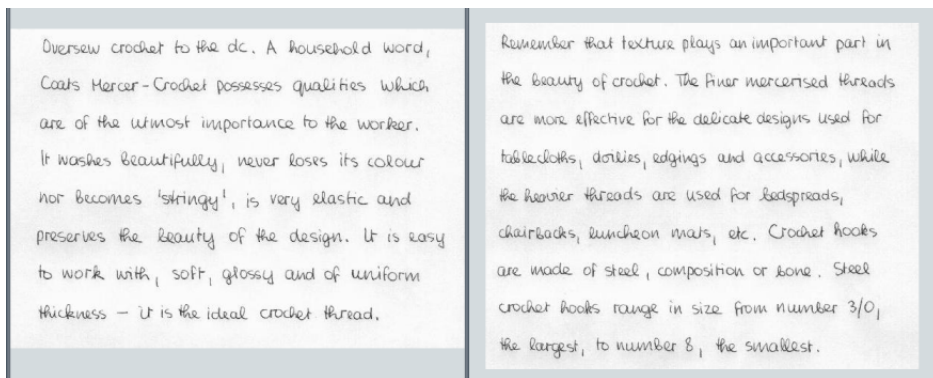 Oversew crochet to the dc. A household word,
Coats Mercer-Crochet possesses qualities which
are of the utmost importance to the worker.
It washes beautifully, never loses its colour
nor becomes 'stringy', is very elastic and
preserves the beauty of the design. It is easy
to work with, soft, glossy and of uniform
thickness – it is the ideal crochet thread.
Remember that texture plays an important part in
the beauty of crochet. The finer mercerised threads
are more effective for the delicate designs used for
tablecloths, doilies, edgings and accessories, while
the heavier threads are used for bedspreads,
chairbacks, luncheon mats, etc. Crochet hooks
are made of steel, composition or bone. Steel
crochet hooks range in size from number 3/0,
the largest, to number 8, the smallest.